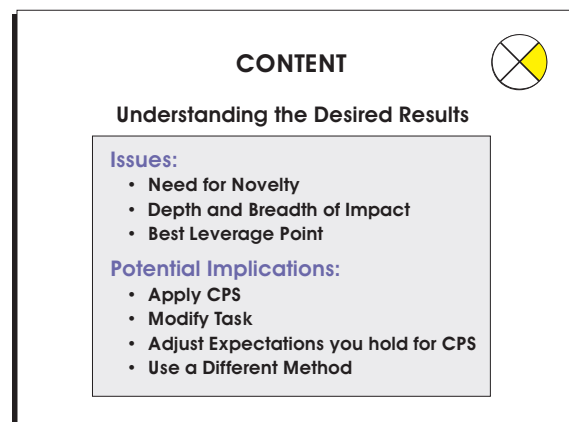 CONTENT
Understanding the Desired Results
Issues:
• Need for Novelty
• Depth and Breadth of Impact
• Best Leverage Point
Potential Implications:
• Apply CPS
• Modify Task
• Adjust Expectations you hold for CPS
• Use a Different Method